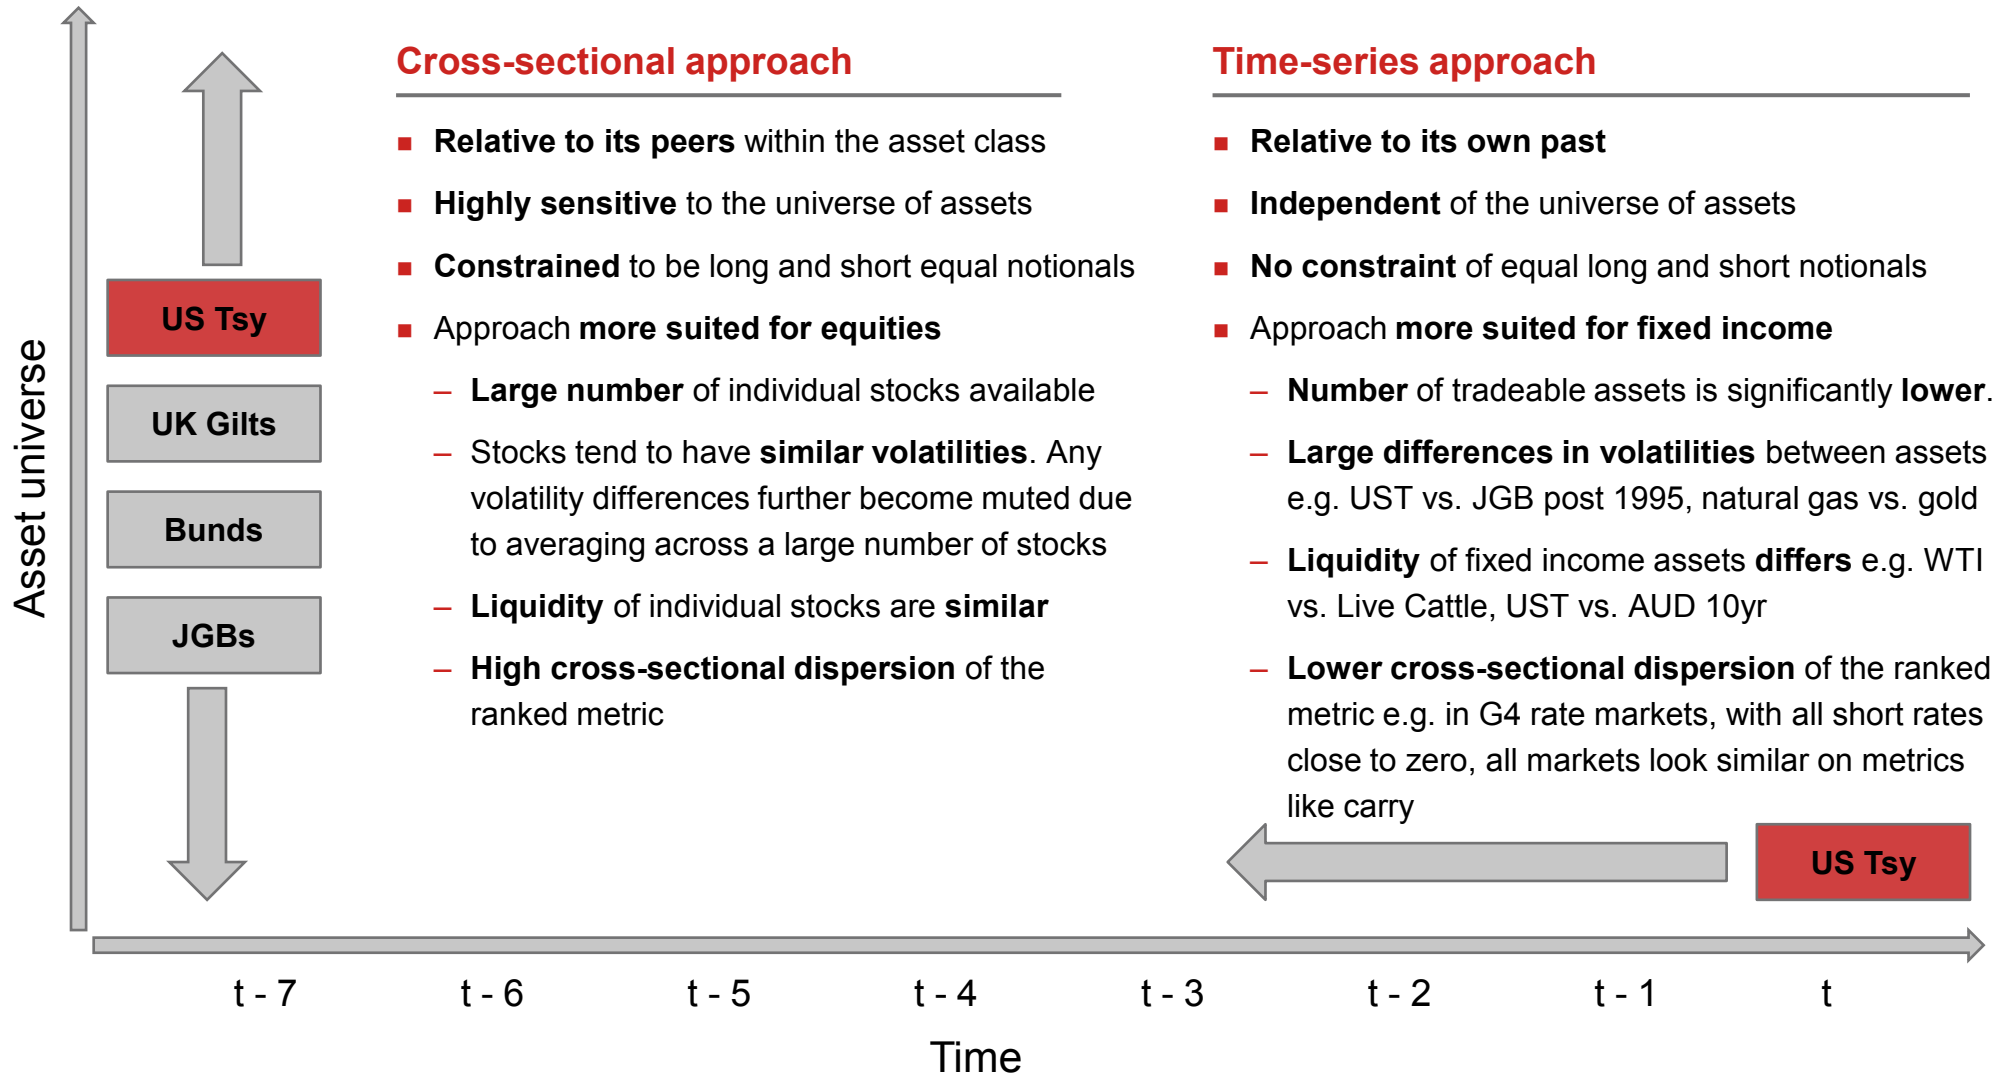 Asset universe
US Tsy
UK Gilts
Bunds
JGBs
Cross-sectional approach
Relative to its peers within the asset class
Highly sensitive to the universe of assets
Constrained to be long and short equal notionals
Approach more suited for equities
– Large number of individual stocks available
– Stocks tend to have similar volatilities. Any
volatility differences further become muted due
to averaging across a large number of stocks
– Liquidity of individual stocks are similar
– High cross-sectional dispersion of the
ranked metric
Time-series approach
Relative to its own past
Independent of the universe of assets
No constraint of equal long and short notionals
Approach more suited for fixed income
– Number of tradeable assets is significantly lower.
– Large differences in volatilities between assets
e.g. UST vs. JGB post 1995, natural gas vs. gold
– Liquidity of fixed income assets differs e.g. WTI
vs. Live Cattle, UST vs. AUD 10yr
– Lower cross-sectional dispersion of the ranked
metric e.g. in G4 rate markets, with all short rates
close to zero, all markets look similar on metrics
like carry
US Tsy
t - 7 t - 6 t - 5 t - 4 t - 3 t - 2 t - 1 t
Time